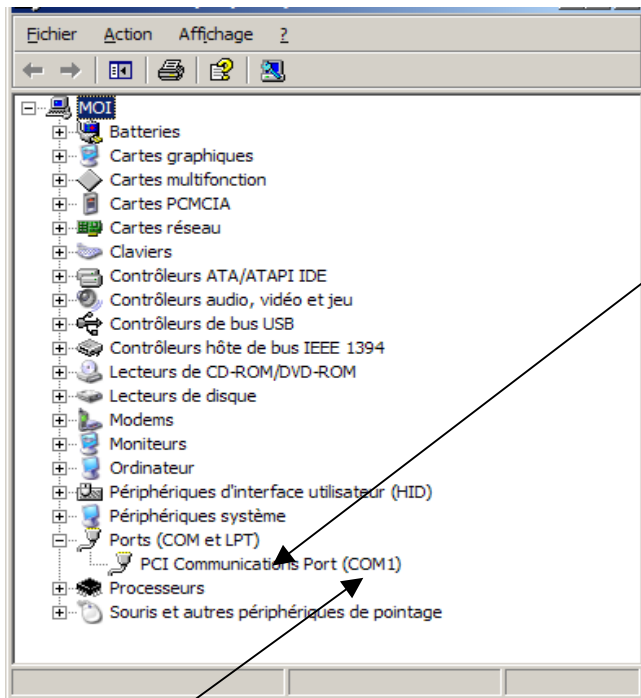 Fichier Action Affichage ?
MOI
Batteries
Cartes graphiques
Cartes multifonction
Cartes PCMCIA
Cartes réseau
Claviers
Contrôleurs ATA/ATAPI IDE
Contrôleurs audio, vidéo et jeu
Contrôleurs de bus USB
Contrôleurs hôte de bus IEEE 1394
Lecteurs de CD-ROM/DVD-ROM
Lecteurs de disque
Modems
Moniteurs
Ordinateur
Périphériques d'interface utilisateur (HID)
Périphériques système
Ports (COM et LPT)
PCI Communications Port (COM1)
Processeurs
Souris et autres périphériques de pointage